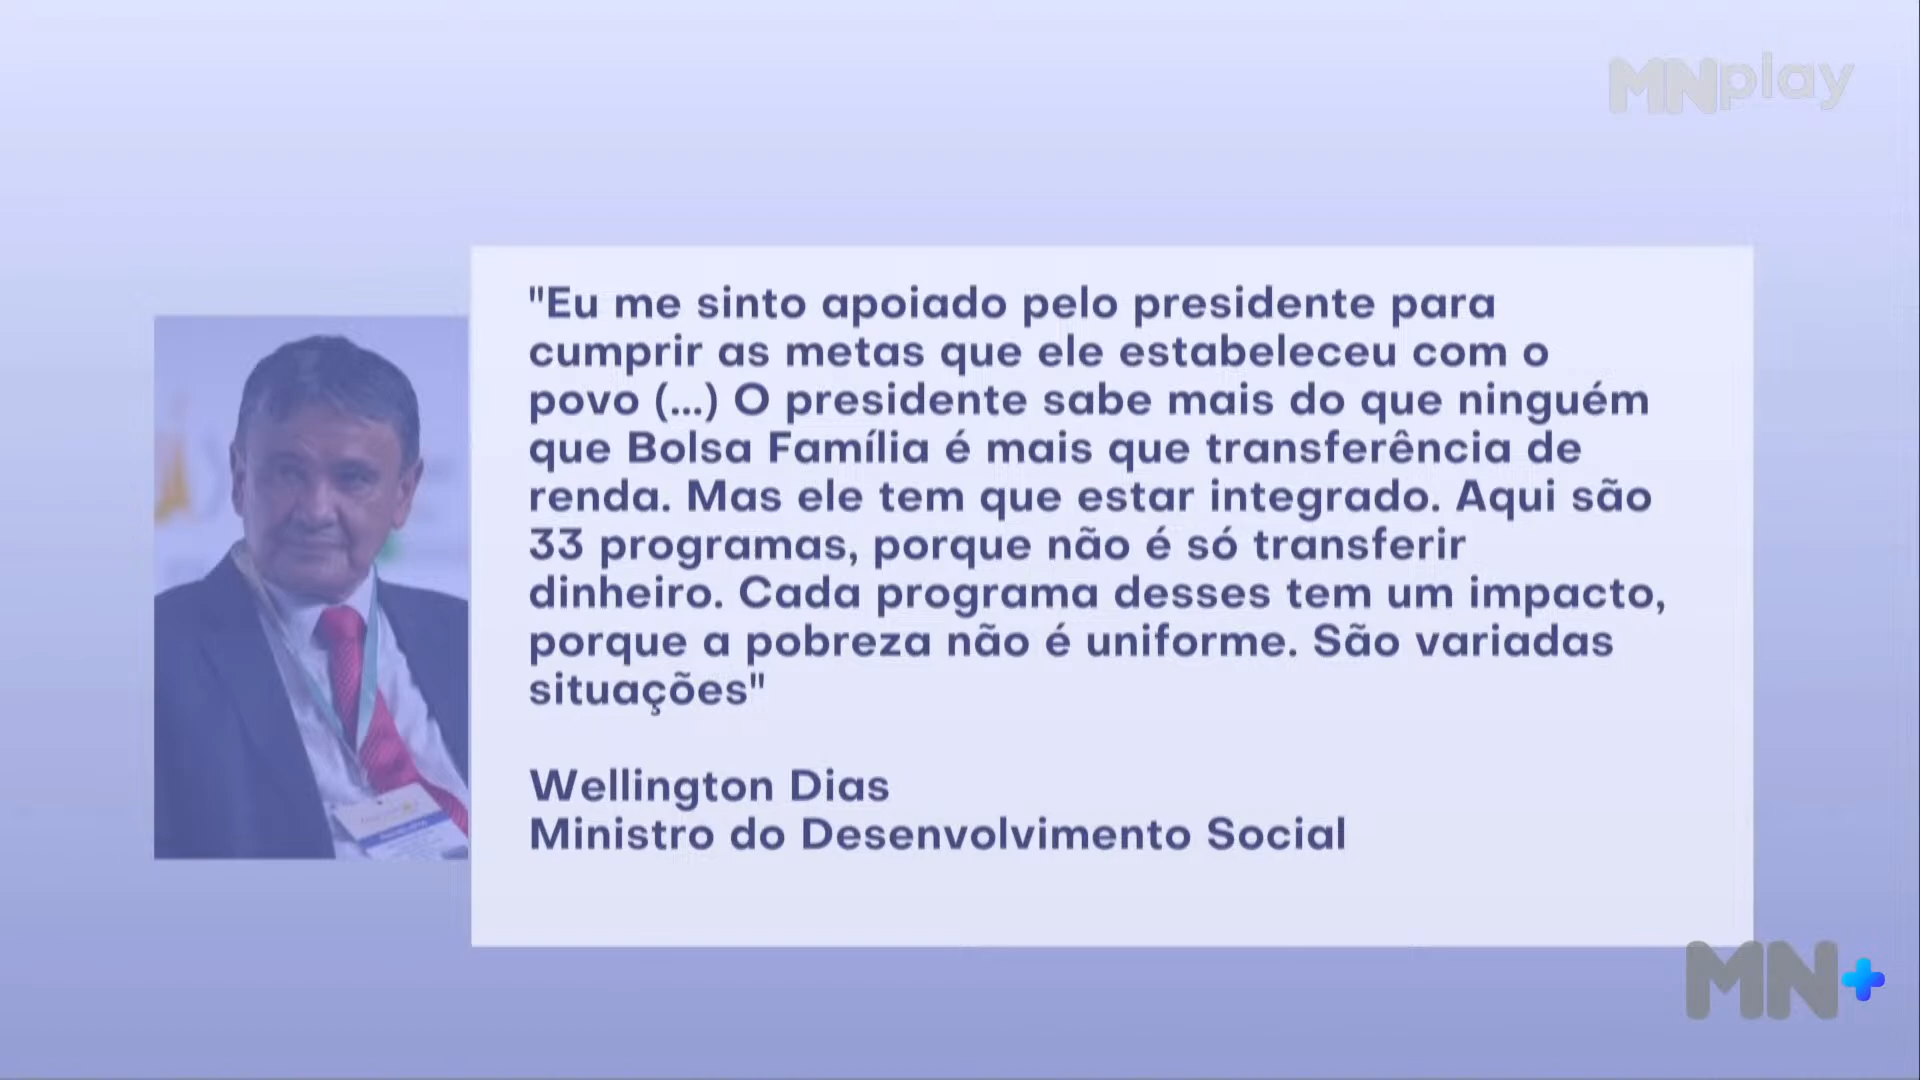 MNplay
"Eu me sinto apoiado pelo presidente para
cumprir as metas que ele estabeleceu com o
povo (...) O presidente sabe mais do que ninguém
que Bolsa Família é mais que transferência de
renda. Mas ele tem que estar integrado. Aqui são
33 programas, porque não é só transferir
dinheiro. Cada programa desses tem um impacto,
porque a pobreza não é uniforme. São variadas
situações"
Wellington Dias
Ministro do Desenvolvimento Social
MN+